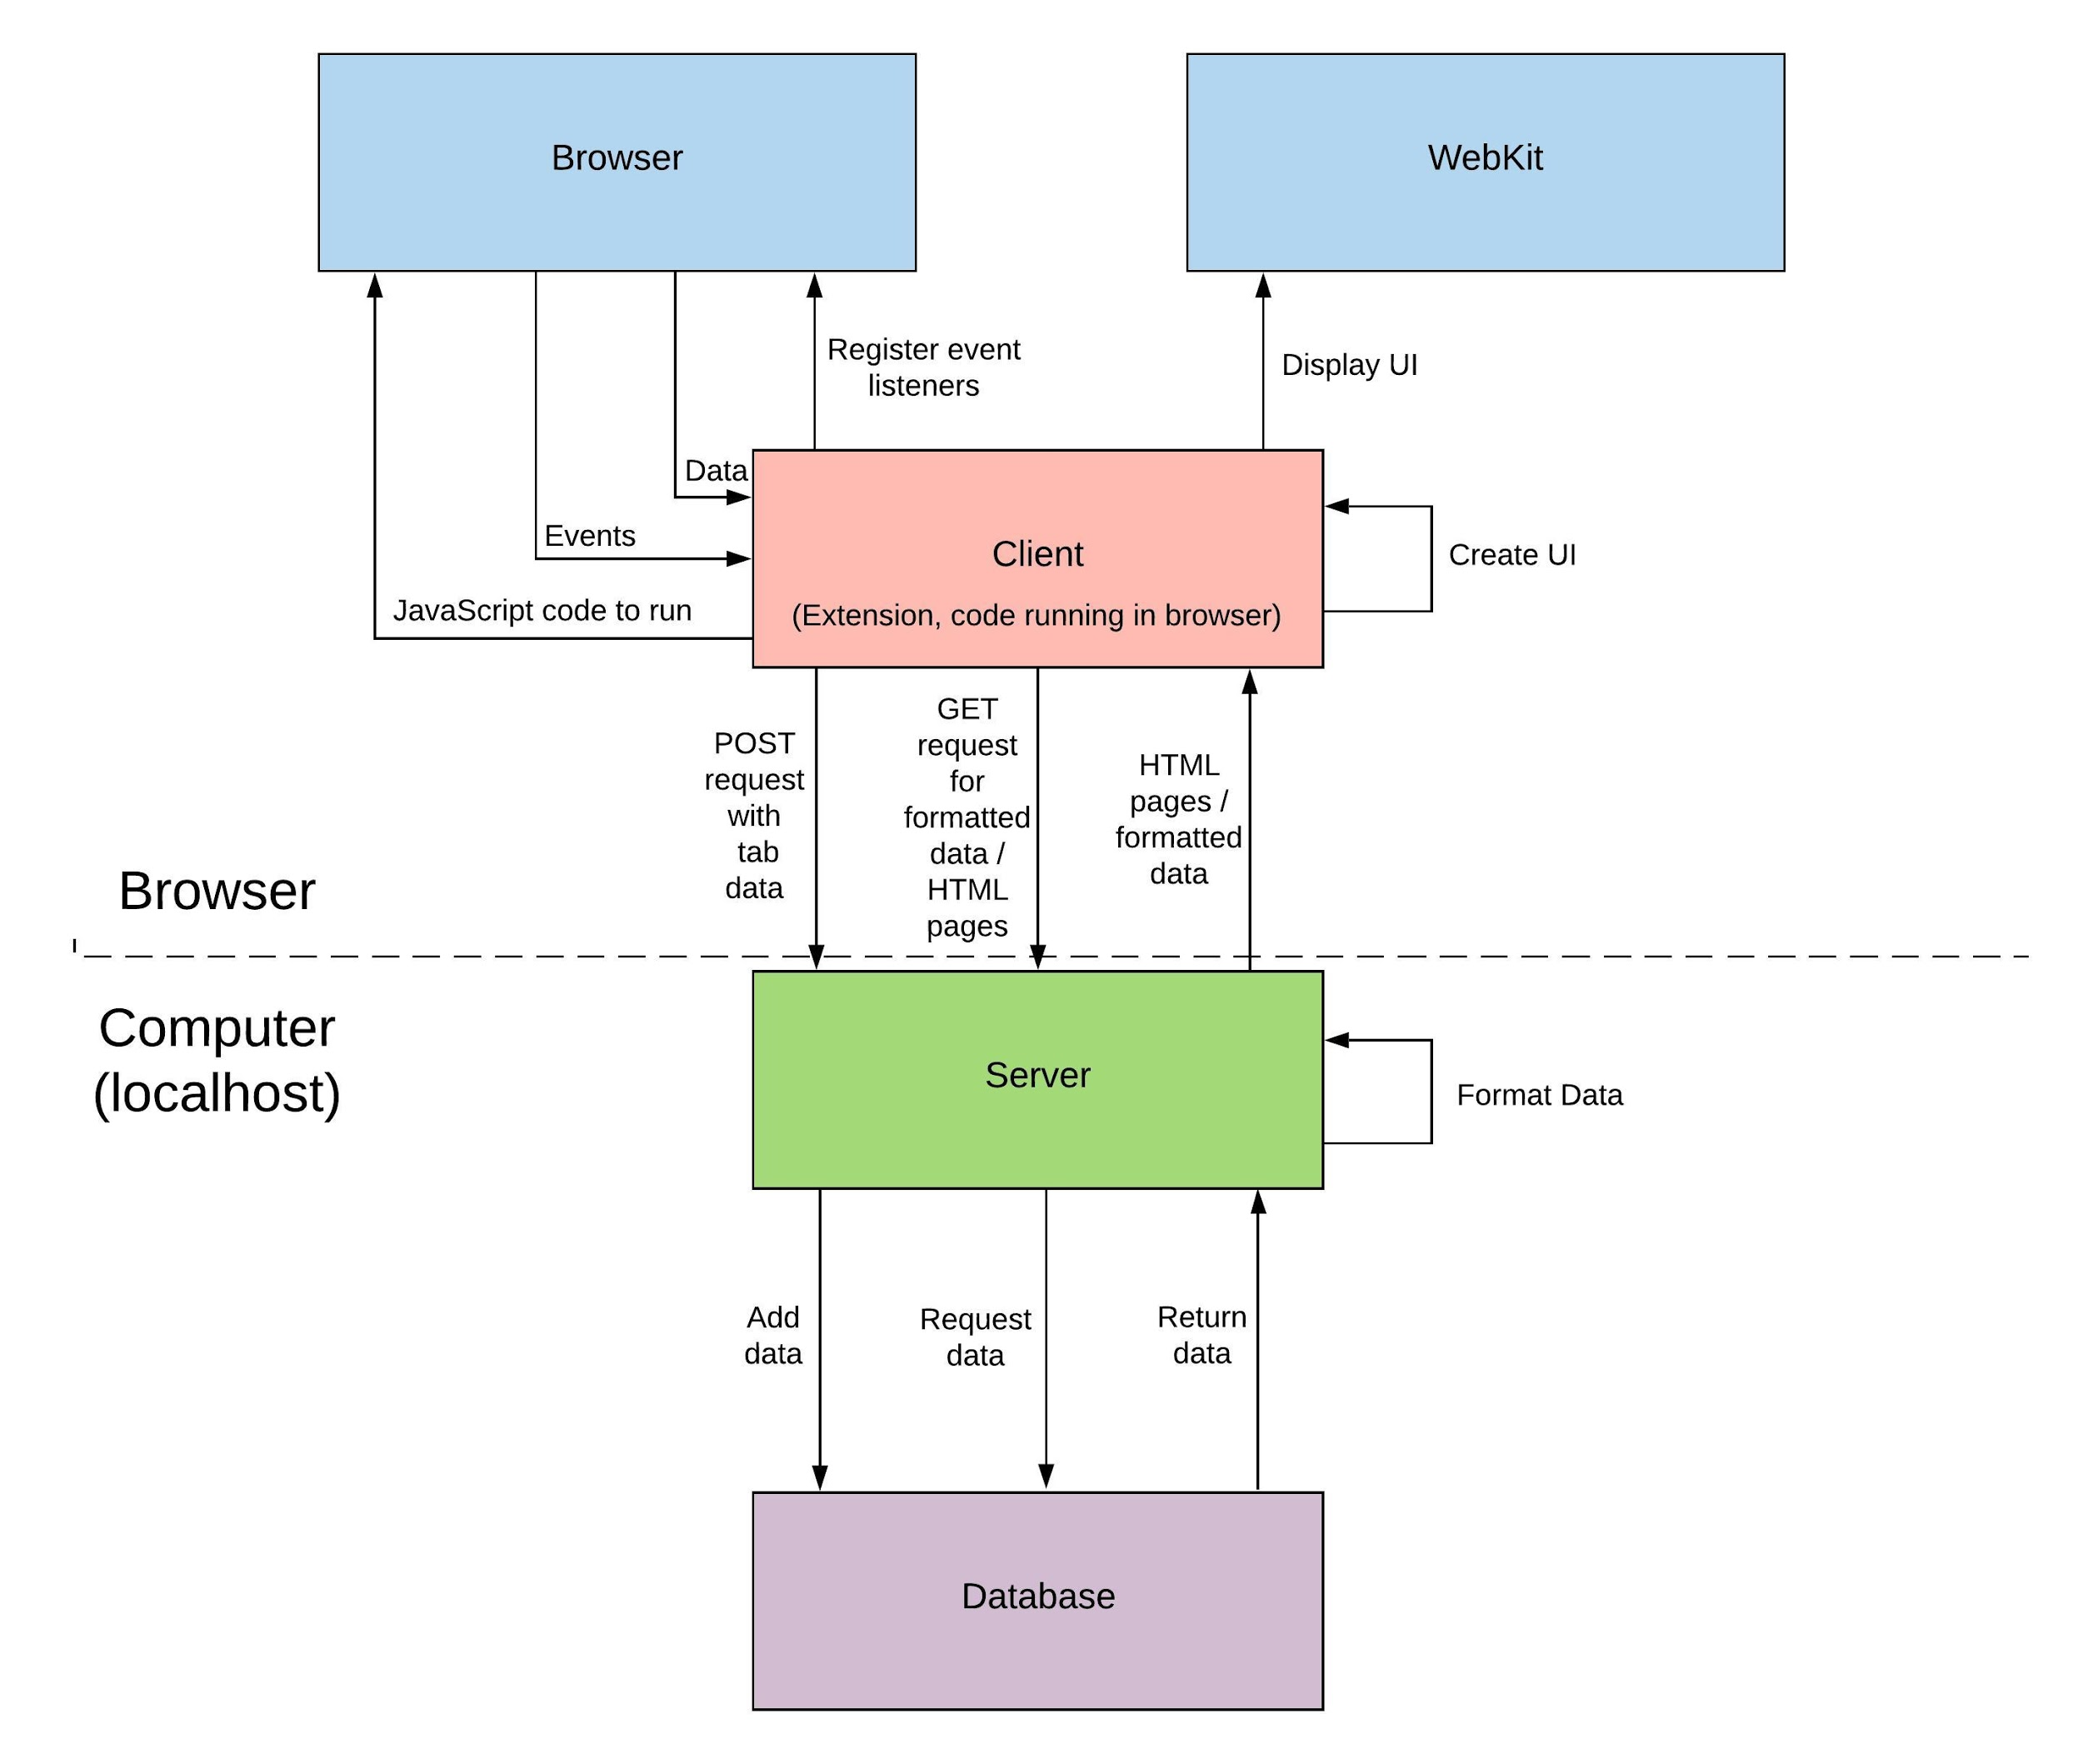 Browser
WebKit
Register event
listeners
Display UI
Data
Events
JavaScript code to run
Client
(Extension, code running in browser)
Create UI
POST
request
with
tab
data
GET
request
for
formatted
data /
HTML
pages
HTML
pages /
formatted
data
Browser
Computer
(localhost)
Server
Format Data
Add
data
Request
data
Return
data
Database